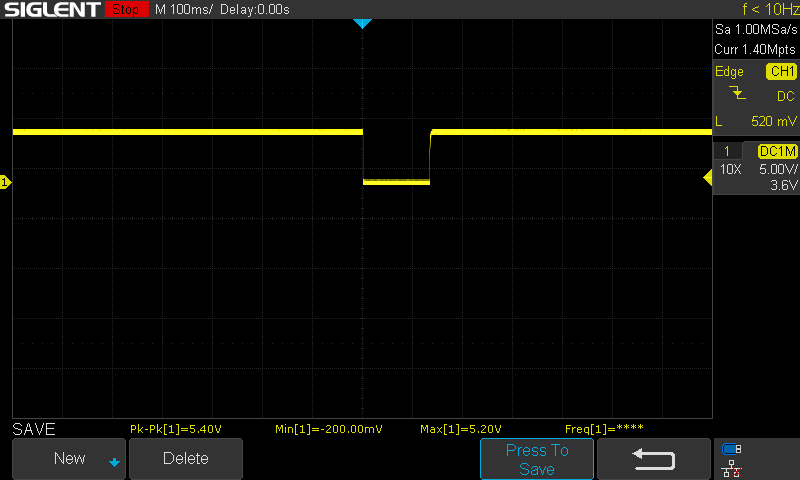 SIGLENT Stop M 100ms/ Delay:0.00s f < 10Hz
Sa 1.00MSa/s
Curr 1.40Mpts
Edge CH1
DC
L 520 mV
1 DC1M
10X 5.00V/
3.6V
1
SAVE Pk-Pk[1]=5.40V Min[1]=-200.00mV Max[1]=5.20V Freq[1]=****
New Delete Press To
Save